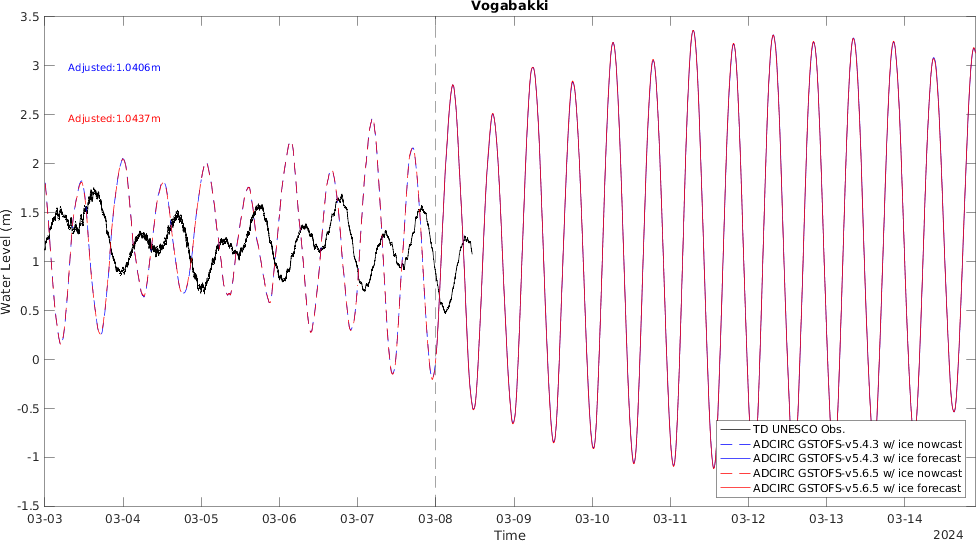 Vogabakki
3.5
3
2.5
2
1.5
1
0.5
0
-0.5
-1
-1.5
Water Level (m)
Adjusted:1.0406m
Adjusted:1.0437m
TD UNESCO Obs.
ADCIRC GSTOFS-v5.4.3 w/ ice nowcast
ADCIRC GSTOFS-v5.4.3 w/ ice forecast
ADCIRC GSTOFS-v5.6.5 w/ ice nowcast
ADCIRC GSTOFS-v5.6.5 w/ ice forecast
03-03 03-04 03-05 03-06 03-07 03-08 03-09 03-10 03-11 03-12 03-13 03-14
Time
2024